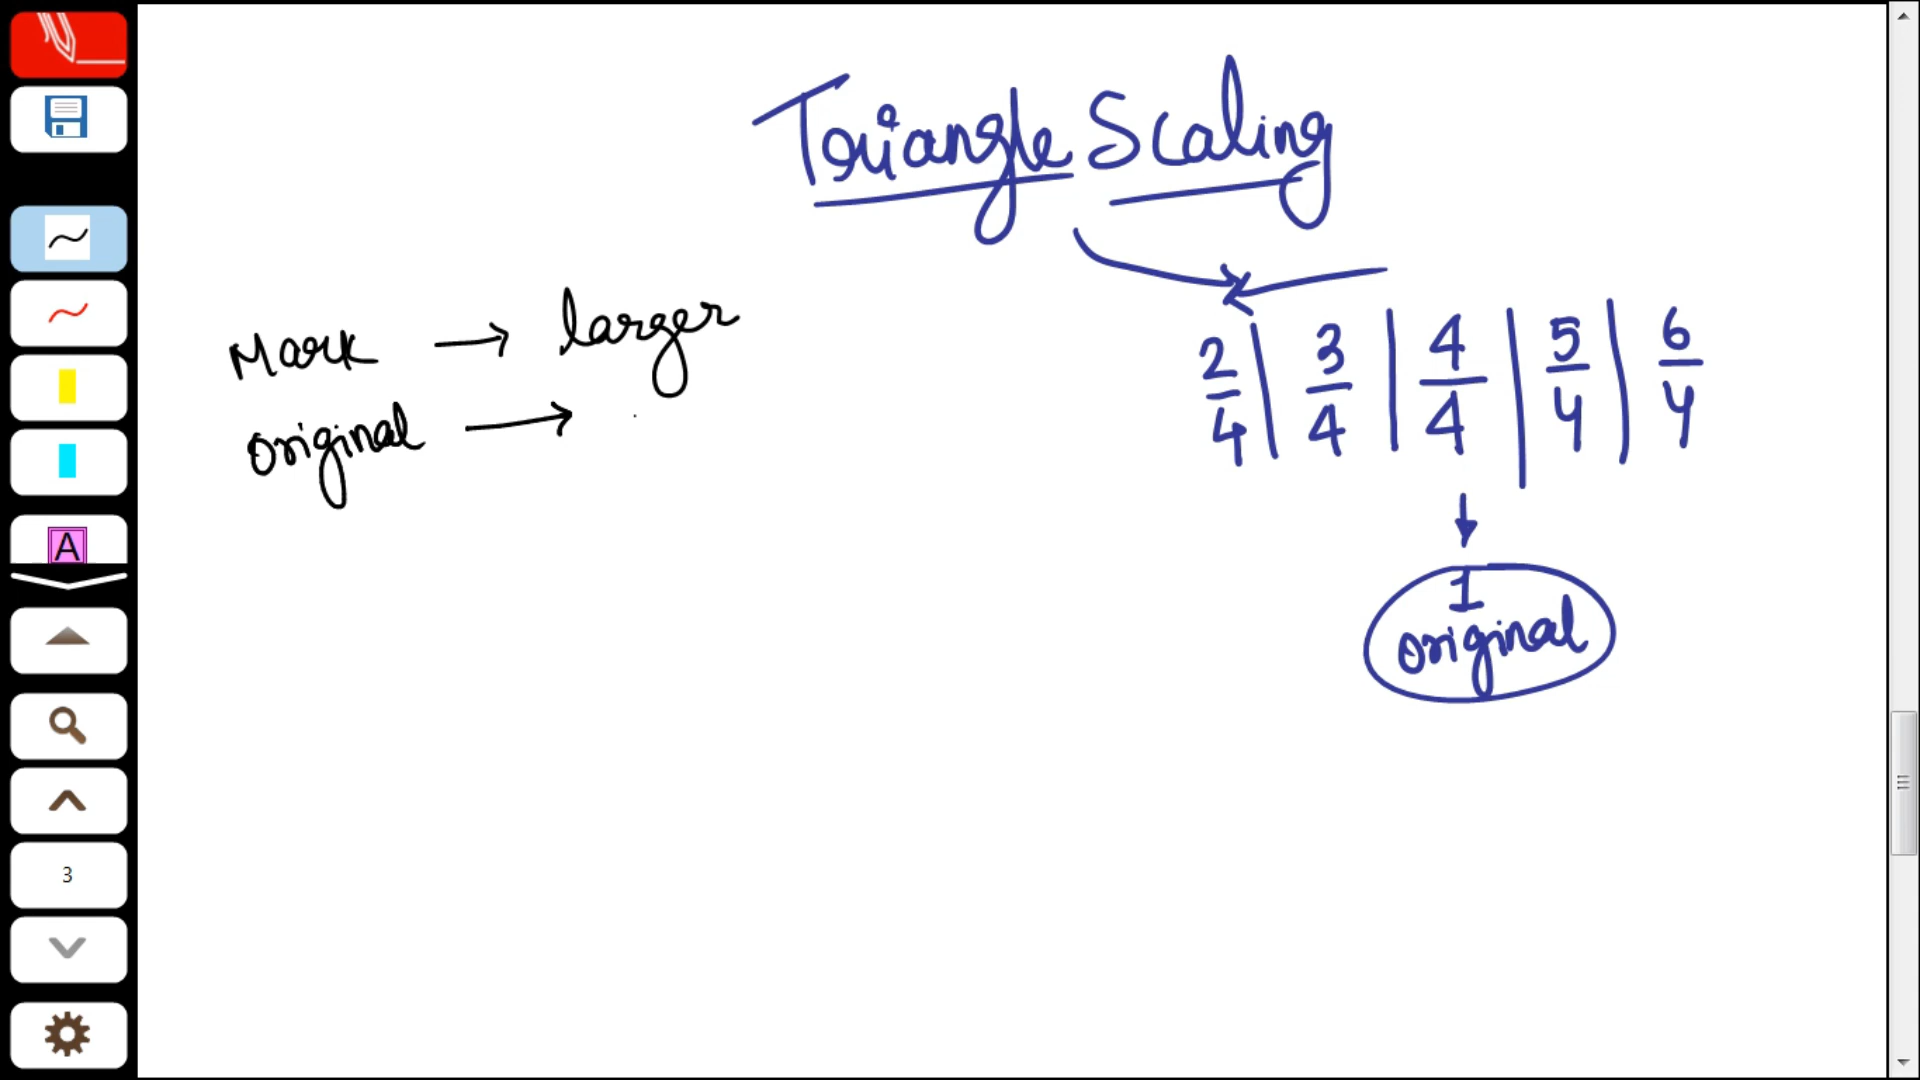 Triangle Scaling
Mark → larger
original →
2/4 | 3/4 | 4/4 | 5/4 | 6/4
1
original
A
3